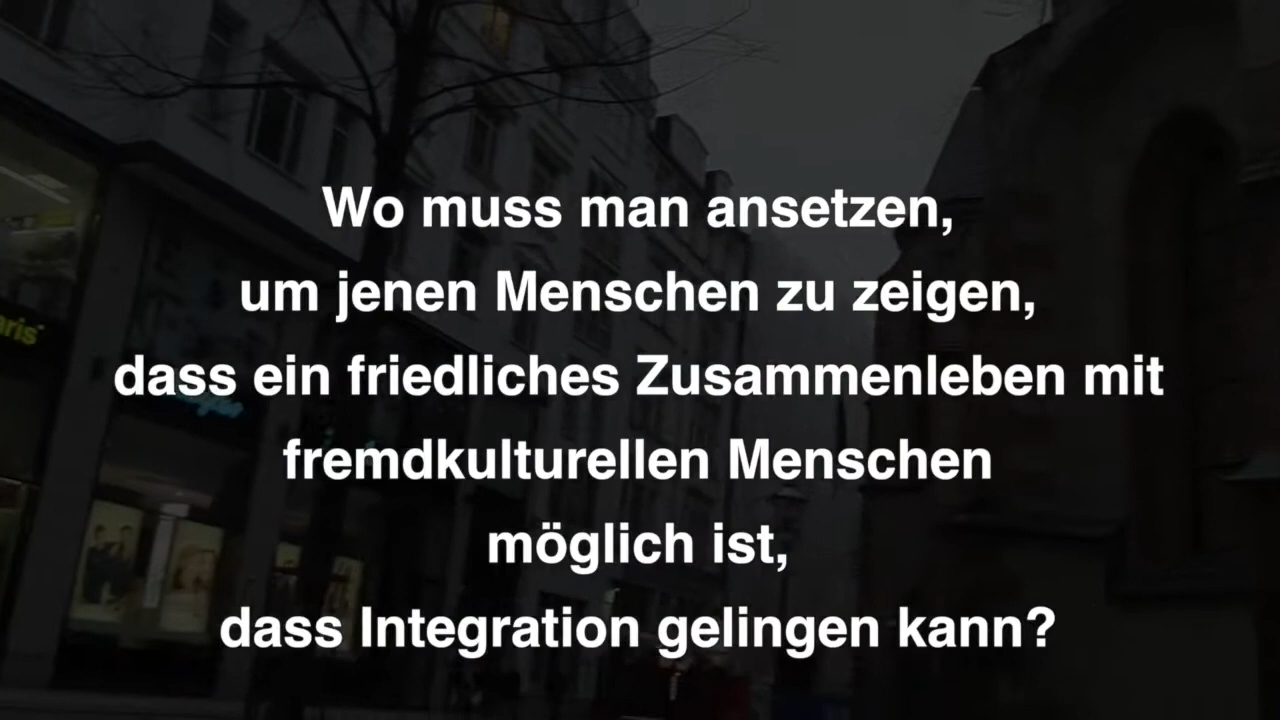 aris
Wo muss man ansetzen,
um jenen Menschen zu zeigen,
dass ein friedliches Zusammenleben mit
fremdkulturellen Menschen
möglich ist,
dass Integration gelingen kann?